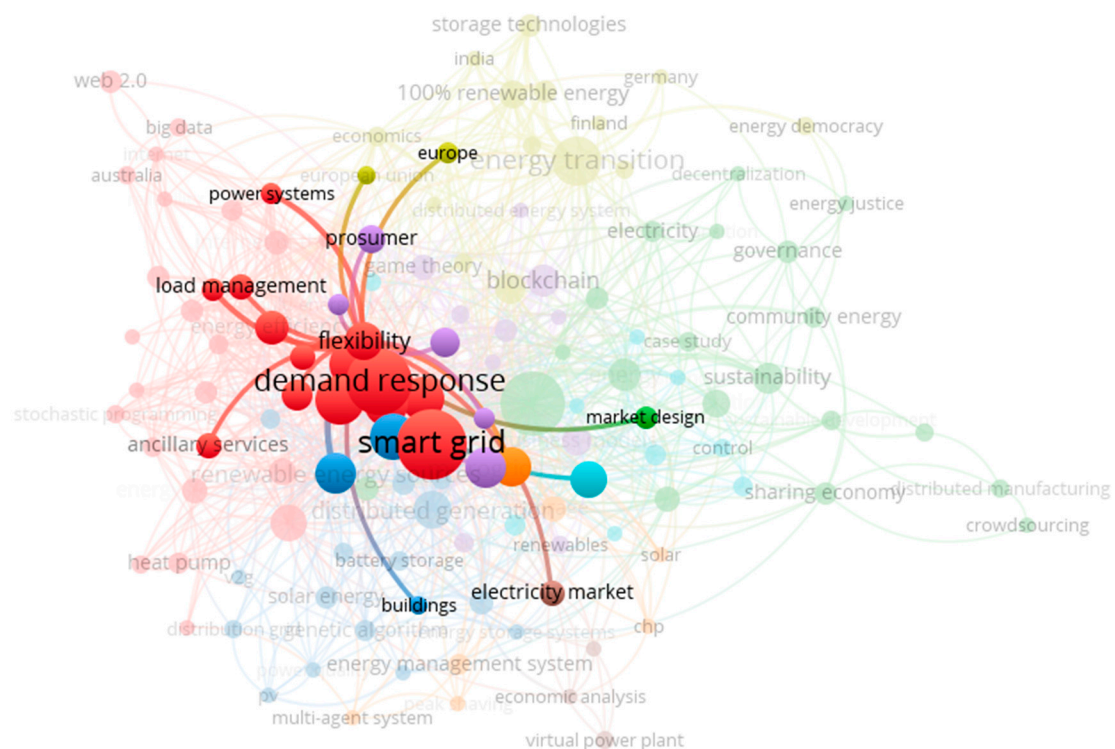 storage technologies
india
web 2.0
germany
100% renewable energy
big data
finland
energy democracy
economics
internet
europe
energy transition
australia
european union
decentralization
power systems
energy justice
distributed energy system
prosumer
electricity
governance
game theory
blockchain
load management
community energy
energy efficiency
flexibility
case study
demand response
sustainability
stochastic programming
market design
ancillary services
smart grid
control
renewable energy sources
sharing economy
distributed manufacturing
distributed generation
crowdsourcing
renewables
solar
heat pump
battery storage
v2g
solar energy
buildings
electricity market
distribution grid
genetic algorithm
energy storage systems
chp
power quality
energy management system
pv
economic analysis
peak shaving
multi-agent system
virtual power plant